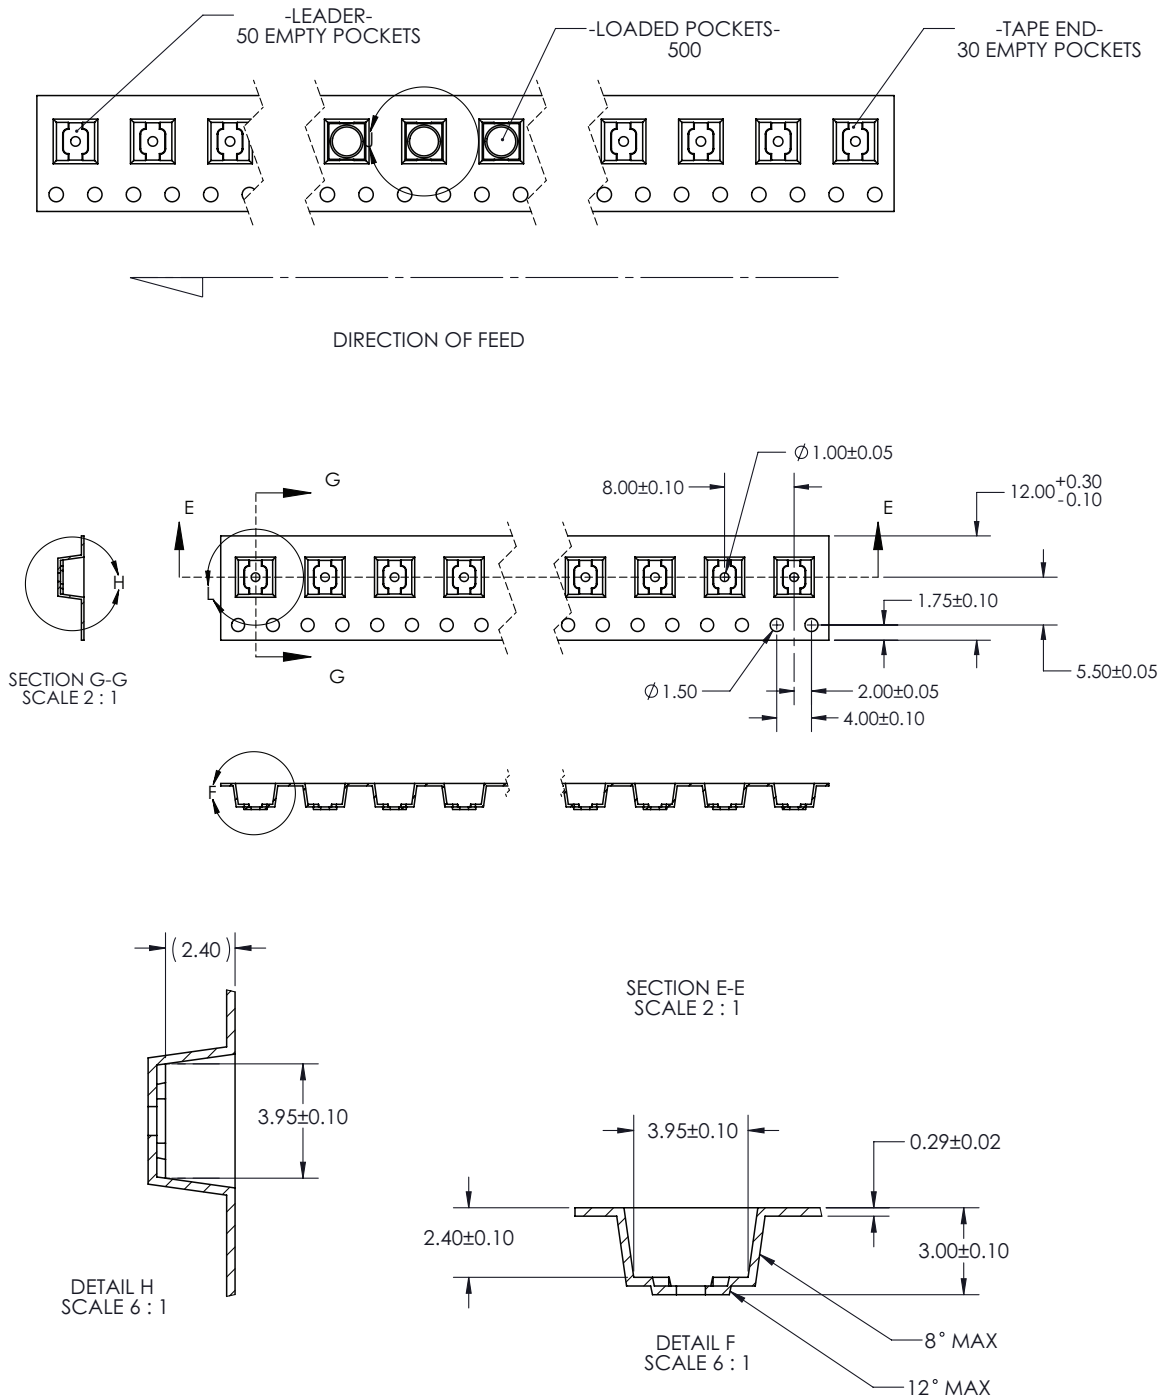 -LEADER-
50 EMPTY POCKETS
-LOADED POCKETS-
500
-TAPE END-
30 EMPTY POCKETS
J
DIRECTION OF FEED
G
Ø1.00±0.05
8.00±0.10
12.00 +0.30 -0.10
E
E
H
I
1.75±0.10
5.50±0.05
SECTION G-G
SCALE 2 : 1
G
Ø1.50
2.00±0.05
4.00±0.10
F
(2.40)
SECTION E-E
SCALE 2 : 1
3.95±0.10
3.95±0.10
0.29±0.02
2.40±0.10
3.00±0.10
DETAIL H
SCALE 6 : 1
DETAIL F
SCALE 6 : 1
8° MAX
12° MAX